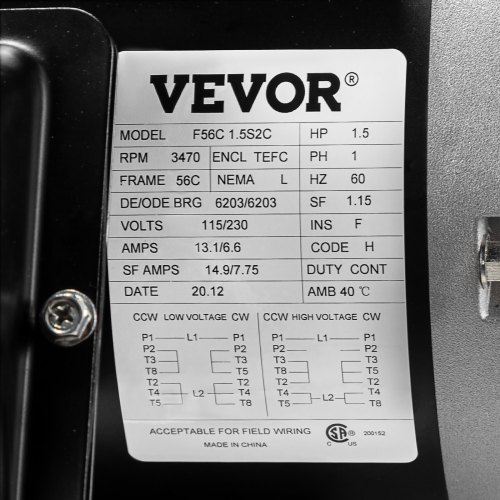 VEVOR®
MODEL F56C 1.5S2C HP 1.5
RPM 3470 ENCL TEFC PH 1
FRAME 56C NEMA L HZ 60
DE/ODE BRG 6203/6203 SF 1.15
VOLTS 115/230 INS F
AMPS 13.1/6.6 CODE H
SF AMPS 14.9/7.75 DUTY CONT
DATE 20.12 AMB 40 ℃
CCW LOW VOLTAGE CW CCW HIGH VOLTAGE CW
P1 L1 P1 P1 L1 P1
P2 P2 P2 P2
T3 T3 T3 T8
T8 T5 T8 T5
T2 T2 T2 T2
T4 L2 T4 T4 L2 T4
T5 T8 T5 T8
ACCEPTABLE FOR FIELD WIRING C SA US 200152
MADE IN CHINA